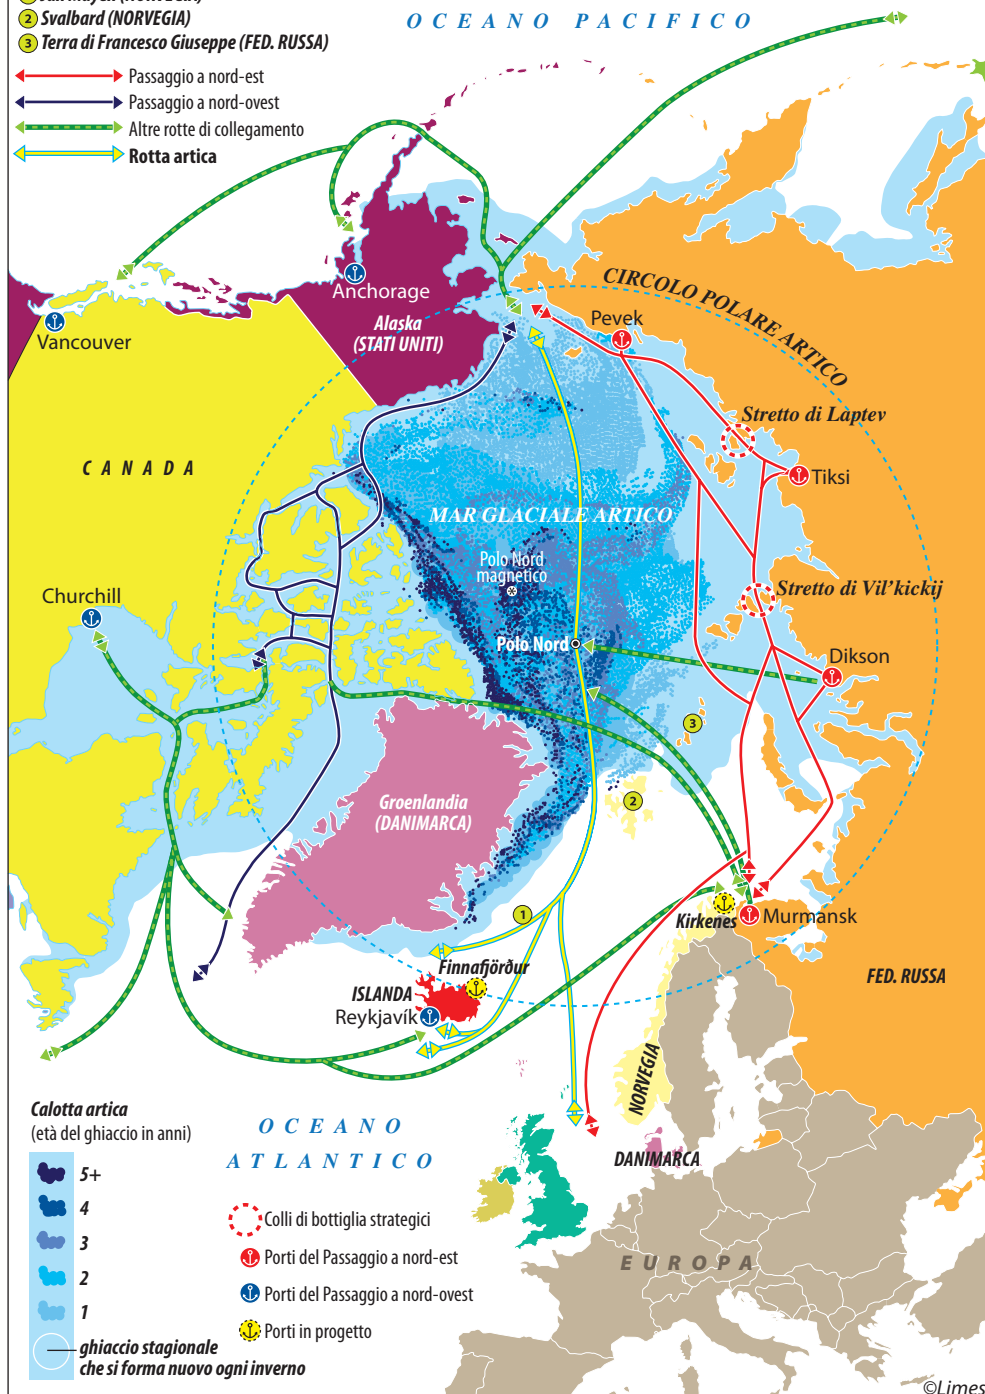 2 Svalbard (NORVEGIA)
3 Terra di Francesco Giuseppe (FED. RUSSA)
Passaggio a nord-est
Passaggio a nord-ovest
Altre rotte di collegamento
Rotta artica
OCEANO PACIFICO
Anchorage
Alaska
(STATI UNITI)
Vancouver
CIRCOLO POLARE ARTICO
Pevek
Stretto di Laptev
CANADA
Tiksi
MAR GLACIALE ARTICO
Polo Nord
magnetico
Stretto di Vil'kickij
Churchill
Polo Nord
Dikson
3
2
Groenlandia
(DANIMARCA)
1
Kirkenes
Murmansk
Finnafjörður
ISLANDA
Reykjavík
FED. RUSSA
NORVEGIA
DANIMARCA
OCEANO
ATLANTICO
EUROPA
Calotta artica
(età del ghiaccio in anni)
5+
4
3
2
1
ghiaccio stagionale
che si forma nuovo ogni inverno
Colli di bottiglia strategici
Porti del Passaggio a nord-est
Porti del Passaggio a nord-ovest
Porti in progetto
©Limes